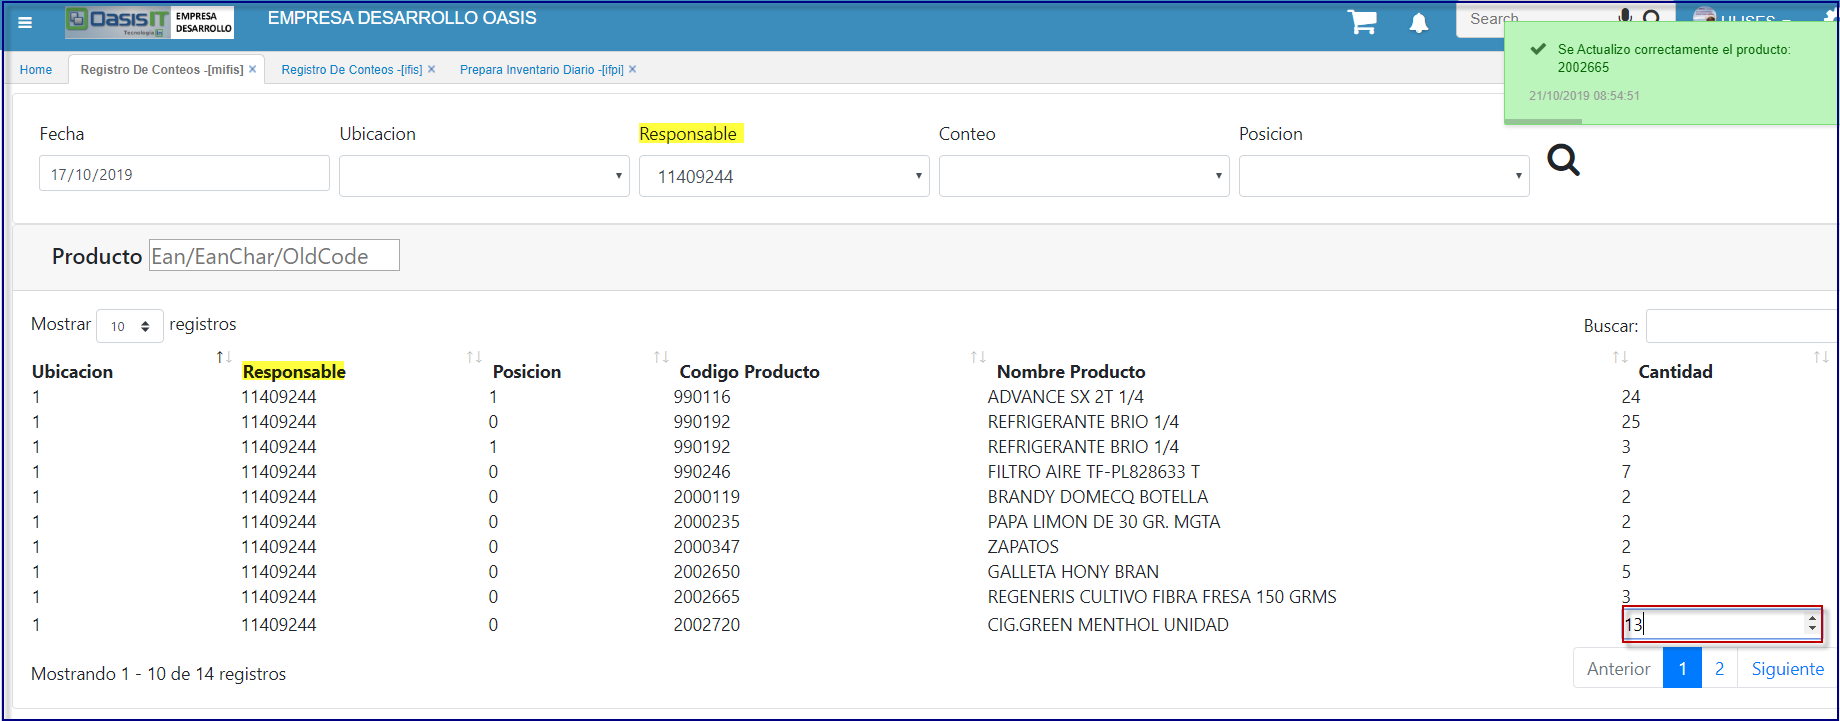 OasisIT EMPRESA DESARROLLO
Tecnología
EMPRESA DESARROLLO OASIS
Search
ULISES
Se Actualizo correctamente el producto: 2002665
21/10/2019 08:54:51
Home
Registro De Conteos -[mifis] ×
Registro De Conteos -[ifis] ×
Prepara Inventario Diario -[ifpi] ×
Fecha Ubicacion Responsable Conteo Posicion
17/10/2019 11409244
Producto Ean/EanChar/OldCode
Mostrar 10 registros
Buscar:
Ubicacion Responsable Posicion Codigo Producto Nombre Producto Cantidad
1 11409244 1 990116 ADVANCE SX 2T 1/4 24
1 11409244 0 990192 REFRIGERANTE BRIO 1/4 25
1 11409244 1 990192 REFRIGERANTE BRIO 1/4 3
1 11409244 0 990246 FILTRO AIRE TF-PL828633 T 7
1 11409244 0 2000119 BRANDY DOMECQ BOTELLA 2
1 11409244 0 2000235 PAPA LIMON DE 30 GR. MGTA 2
1 11409244 0 2000347 ZAPATOS 2
1 11409244 0 2002650 GALLETA HONY BRAN 5
1 11409244 0 2002665 REGENERIS CULTIVO FIBRA FRESA 150 GRMS 3
1 11409244 0 2002720 CIG.GREEN MENTHOL UNIDAD 13
Mostrando 1 - 10 de 14 registros
Anterior 1 2 Siguiente